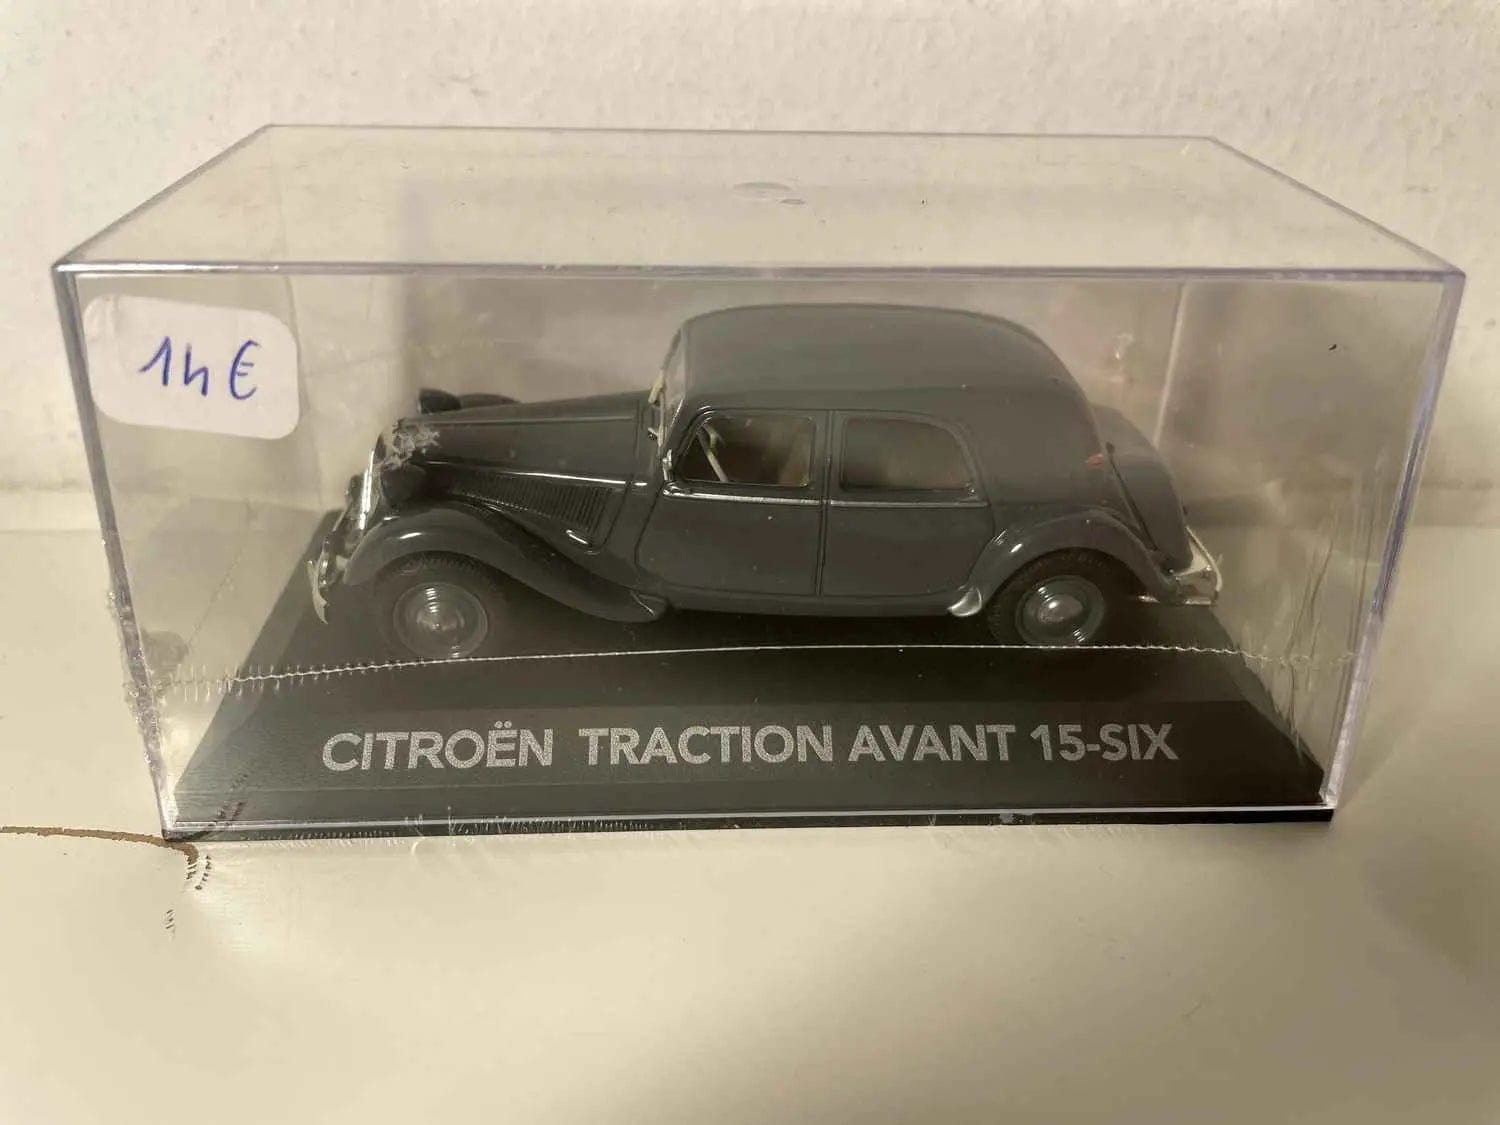 14€
CITROËN TRACTION AVANT 15-SIX